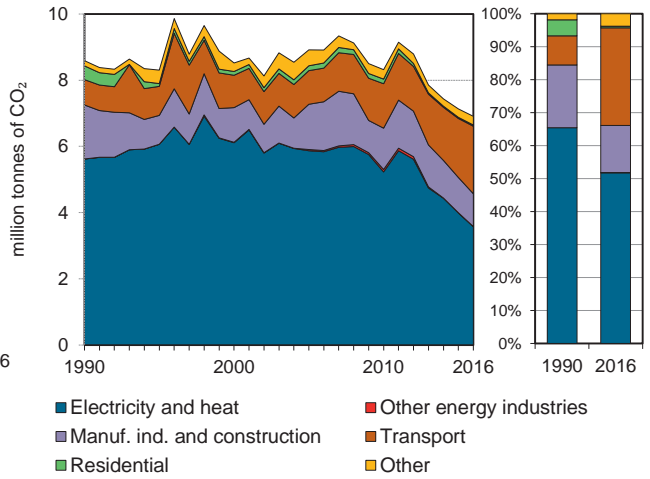 million tonnes of CO₂
10
8
6
4
2
0
1990 2000 2010 2016
100%
90%
80%
70%
60%
50%
40%
30%
20%
10%
0%
1990 2016
6
Electricity and heat
Other energy industries
Manuf. ind. and construction
Transport
Residential
Other